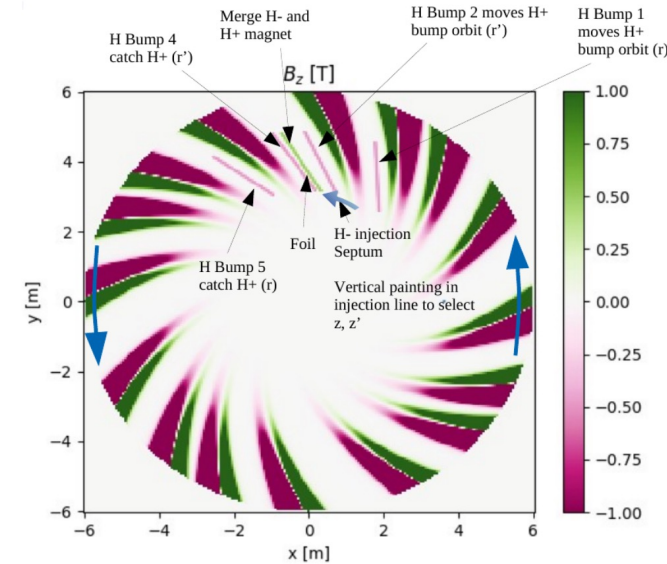 Merge H- and
H+ magnet
H Bump 2 moves H+
bump orbit (r’)
H Bump 1
moves H+
bump orbit (r)
H Bump 4
catch H+ (r’)
B_z [T]
6
4
2
0
−2
−4
−6
y [m]
Foil
H- injection
Septum
H Bump 5
catch H+ (r)
Vertical painting in
injection line to select
z, z’
−6
−4
−2
0
2
4
6
x [m]
1.00
0.75
0.50
0.25
0.00
−0.25
−0.50
−0.75
−1.00